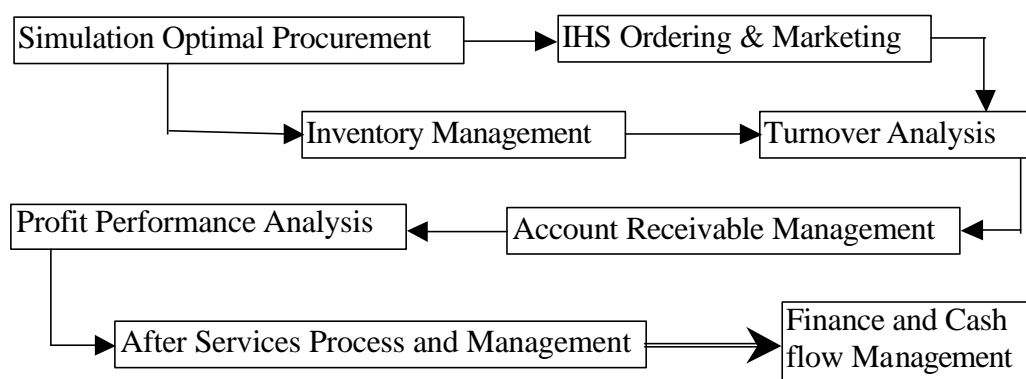 Simulation Optimal Procurement
IHS Ordering & Marketing
Inventory Management
Turnover Analysis
Profit Performance Analysis
Account Receivable Management
After Services Process and Management
Finance and Cash
flow Management